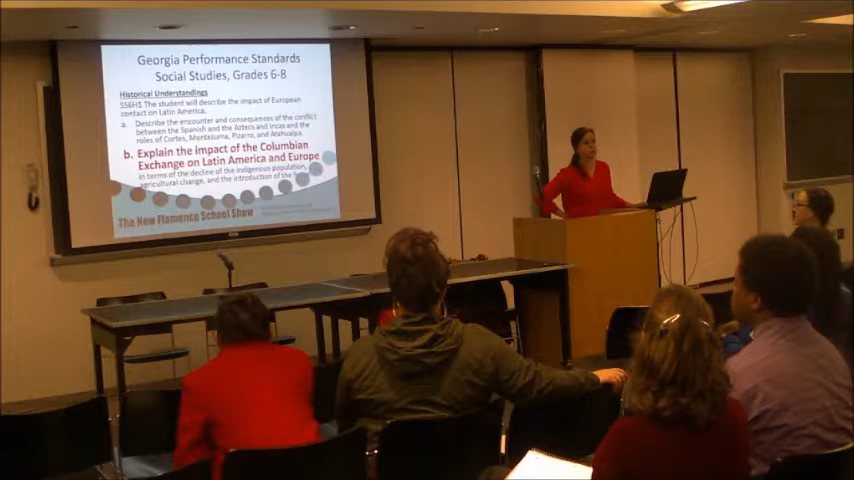 Georgia Performance Standards
Social Studies, Grades 6-8
Historical Understandings
SS6H1 The student will describe the impact of European
contact on Latin America.
a. Describe the encounter and consequences of the conflict
between the Spanish and the Aztecs and Incas and the
roles of Cortes, Montezuma, Pizarro, and Atahualpa.
b. Explain the impact of the Columbian
Exchange on Latin America and Europe
in terms of the decline of the indigenous population,
agricultural change, and the introduction of the
The New Flamenco School Show